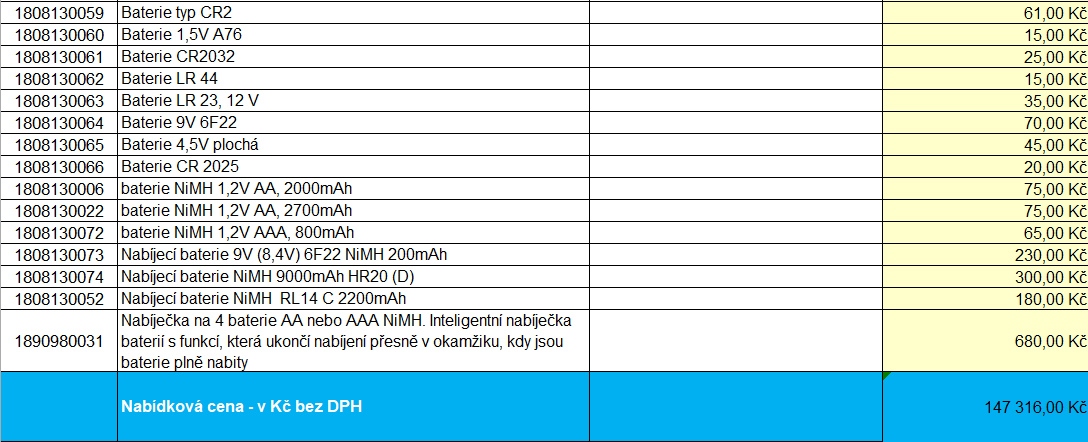 1808130059 Baterie typ CR2 61,00 Kč
1808130060 Baterie 1,5V A76 15,00 Kč
1808130061 Baterie CR2032 25,00 Kč
1808130062 Baterie LR 44 15,00 Kč
1808130063 Baterie LR 23, 12 V 35,00 Kč
1808130064 Baterie 9V 6F22 70,00 Kč
1808130065 Baterie 4,5V plochá 45,00 Kč
1808130066 Baterie CR 2025 20,00 Kč
1808130006 baterie NiMH 1,2V AA, 2000mAh 75,00 Kč
1808130022 baterie NiMH 1,2V AA, 2700mAh 75,00 Kč
1808130072 baterie NiMH 1,2V AAA, 800mAh 65,00 Kč
1808130073 Nabíjecí baterie 9V (8,4V) 6F22 NiMH 200mAh 230,00 Kč
1808130074 Nabíjecí baterie NiMH 9000mAh HR20 (D) 300,00 Kč
1808130052 Nabíjecí baterie NiMH  RL14 C 2200mAh 180,00 Kč
Nabíječka na 4 baterie AA nebo AAA NiMH. Inteligentní nabíječka
1890980031 baterií s funkcí, která ukončí nabíjení přesně v okamžiku, kdy jsou 680,00 Kč
baterie plně nabity
Nabídková cena - v Kč bez DPH 147 316,00 Kč